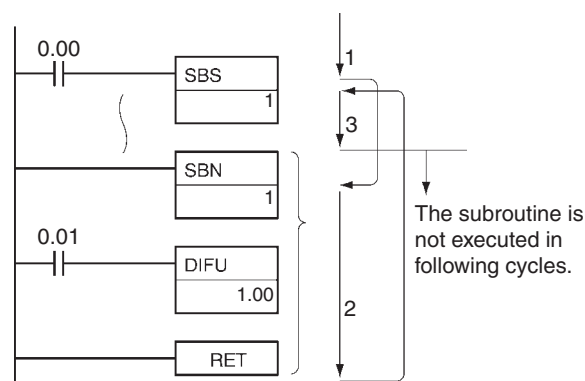 0.00
SBS
1
1
3
SBN
1
The subroutine is
not executed in
following cycles.
0.01
DIFU
1.00
2
RET